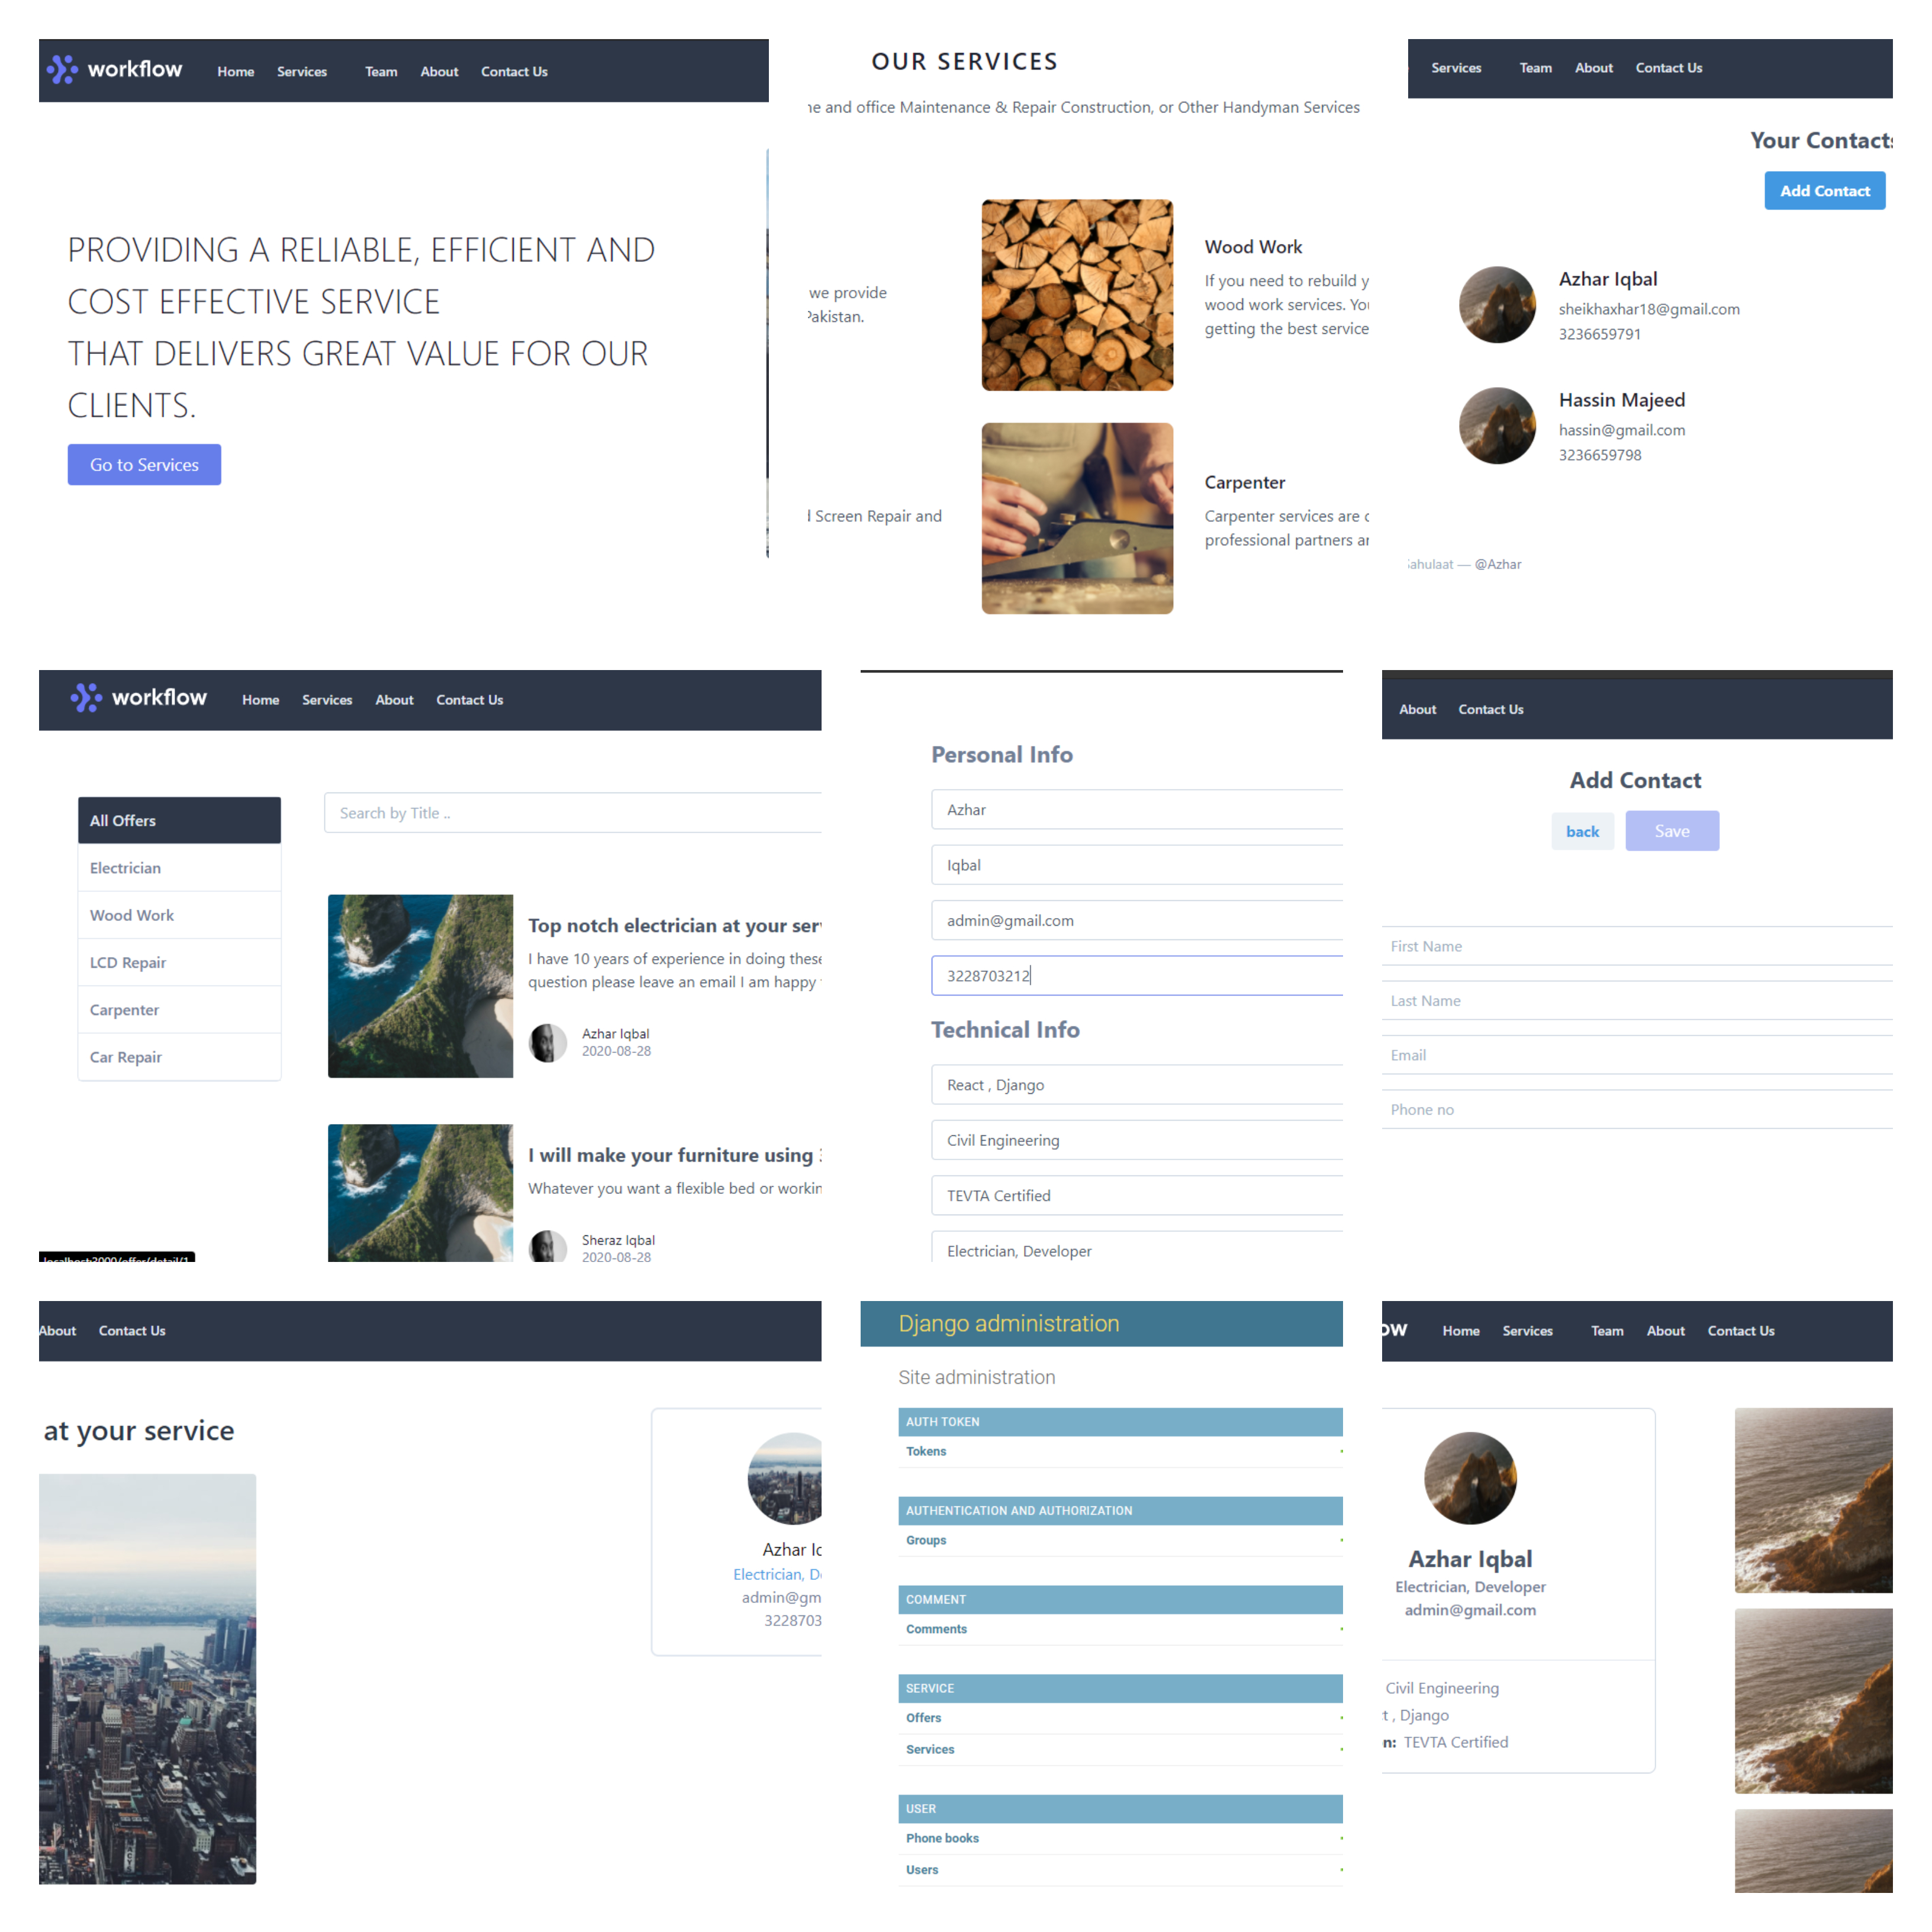 workflow
Home Services Team About Contact Us
PROVIDING A RELIABLE, EFFICIENT AND
COST EFFECTIVE SERVICE
THAT DELIVERS GREAT VALUE FOR OUR
CLIENTS.
Go to Services
OUR SERVICES
and office Maintenance & Repair Construction, or Other Handyman Services
we provide
Pakistan.
Wood Work
If you need to rebuild
wood work services.
getting the best service
Screen Repair and
Carpenter
Carpenter services are
professional partners
Services Team About Contact Us
Your Contacts
Add Contact
Azhar Iqbal
sheikhaxhar18@gmail.com
3236659791
Hassin Majeed
hassin@gmail.com
3236659798
Sahulaat — @Azhar
workflow
Home Services About Contact Us
All Offers
Electrician
Wood Work
LCD Repair
Carpenter
Car Repair
Search by Title ..
Top notch electrician at your
I have 10 years of experience in doing these
question please leave an email I am happy
Azhar Iqbal
2020-08-28
I will make your furniture using
Whatever you want a flexible bed or
Sheraz Iqbal
2020-08-28
localhost:3000/offer/detail/1
Personal Info
Azhar
Iqbal
admin@gmail.com
3228703212
Technical Info
React , Django
Civil Engineering
TEVTA Certified
Electrician, Developer
About Contact Us
Add Contact
back Save
First Name
Last Name
Email
Phone no
About Contact Us
at your service
Azhar
Electrician,
admin@gm
3228703
Django administration
Site administration
AUTH TOKEN
Tokens
AUTHENTICATION AND AUTHORIZATION
Groups
COMMENT
Comments
SERVICE
Offers
Services
USER
Phone books
Users
ow Home Services Team About Contact Us
Azhar Iqbal
Electrician, Developer
admin@gmail.com
Civil Engineering
t , Django
n: TEVTA Certified